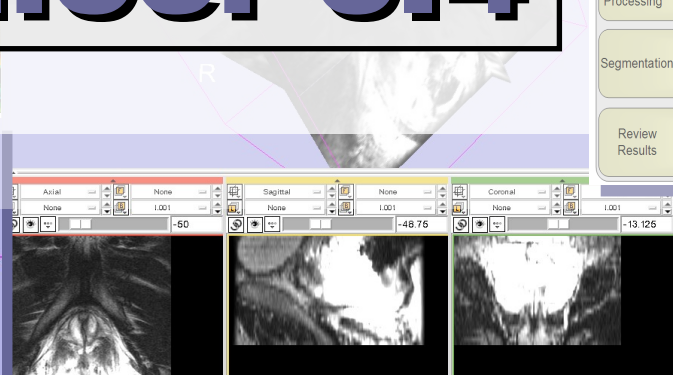 Processing
Segmentation
Review
Results
R
Axial None Sagittal None Coronal
None I.001 None I.001 None I.001
-50 -48.75 -13.125